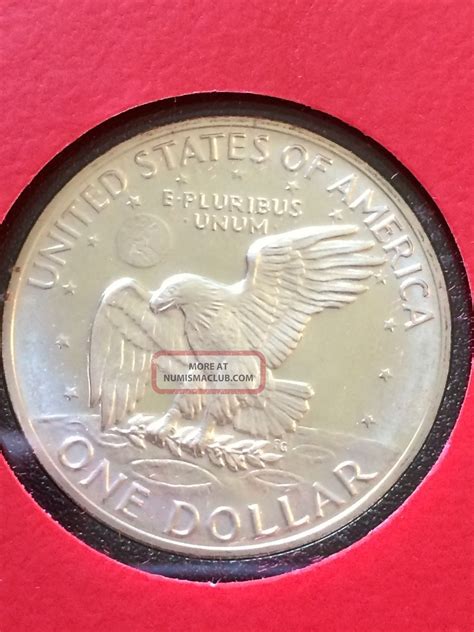 UNITED STATES OF AMERICA
E·PLURIBUS
UNUM
MORE AT
NUMISMACLUB.COM
FG
ONE DOLLAR